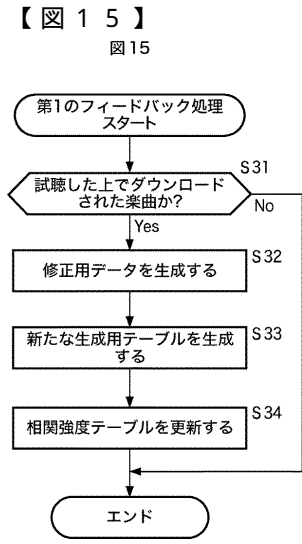 【図１５】
図15
第1のフィードバック処理
スタート
S31
試聴した上でダウンロード
された楽曲か?
No
Yes
S32
修正用データを生成する
S33
新たな生成用テーブルを生成
する
S34
相関強度テーブルを更新する
エンド